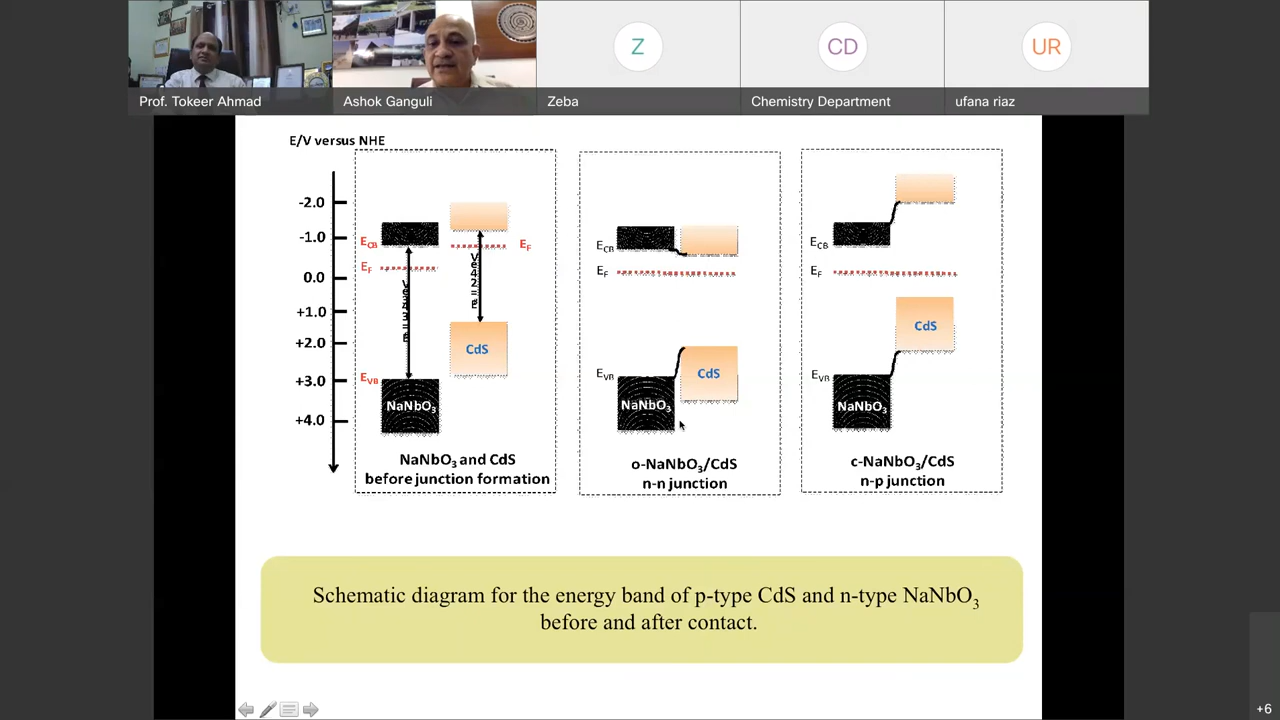 Z
CD
UR
Prof. Tokeer Ahmad
Ashok Ganguli
Zeba
Chemistry Department
ufana riaz
E/V versus NHE
-2.0
-1.0
0.0
+1.0
+2.0
+3.0
+4.0
E_CB
E_F
E_F
E_VB
CdS
NaNbO₃
NaNbO₃ and CdS
before junction formation
E_CB
E_F
E_VB
CdS
NaNbO₃
o-NaNbO₃/CdS
n-n junction
E_CB
E_F
E_VB
CdS
NaNbO₃
c-NaNbO₃/CdS
n-p junction
Schematic diagram for the energy band of p-type CdS and n-type NaNbO₃
before and after contact.
+6